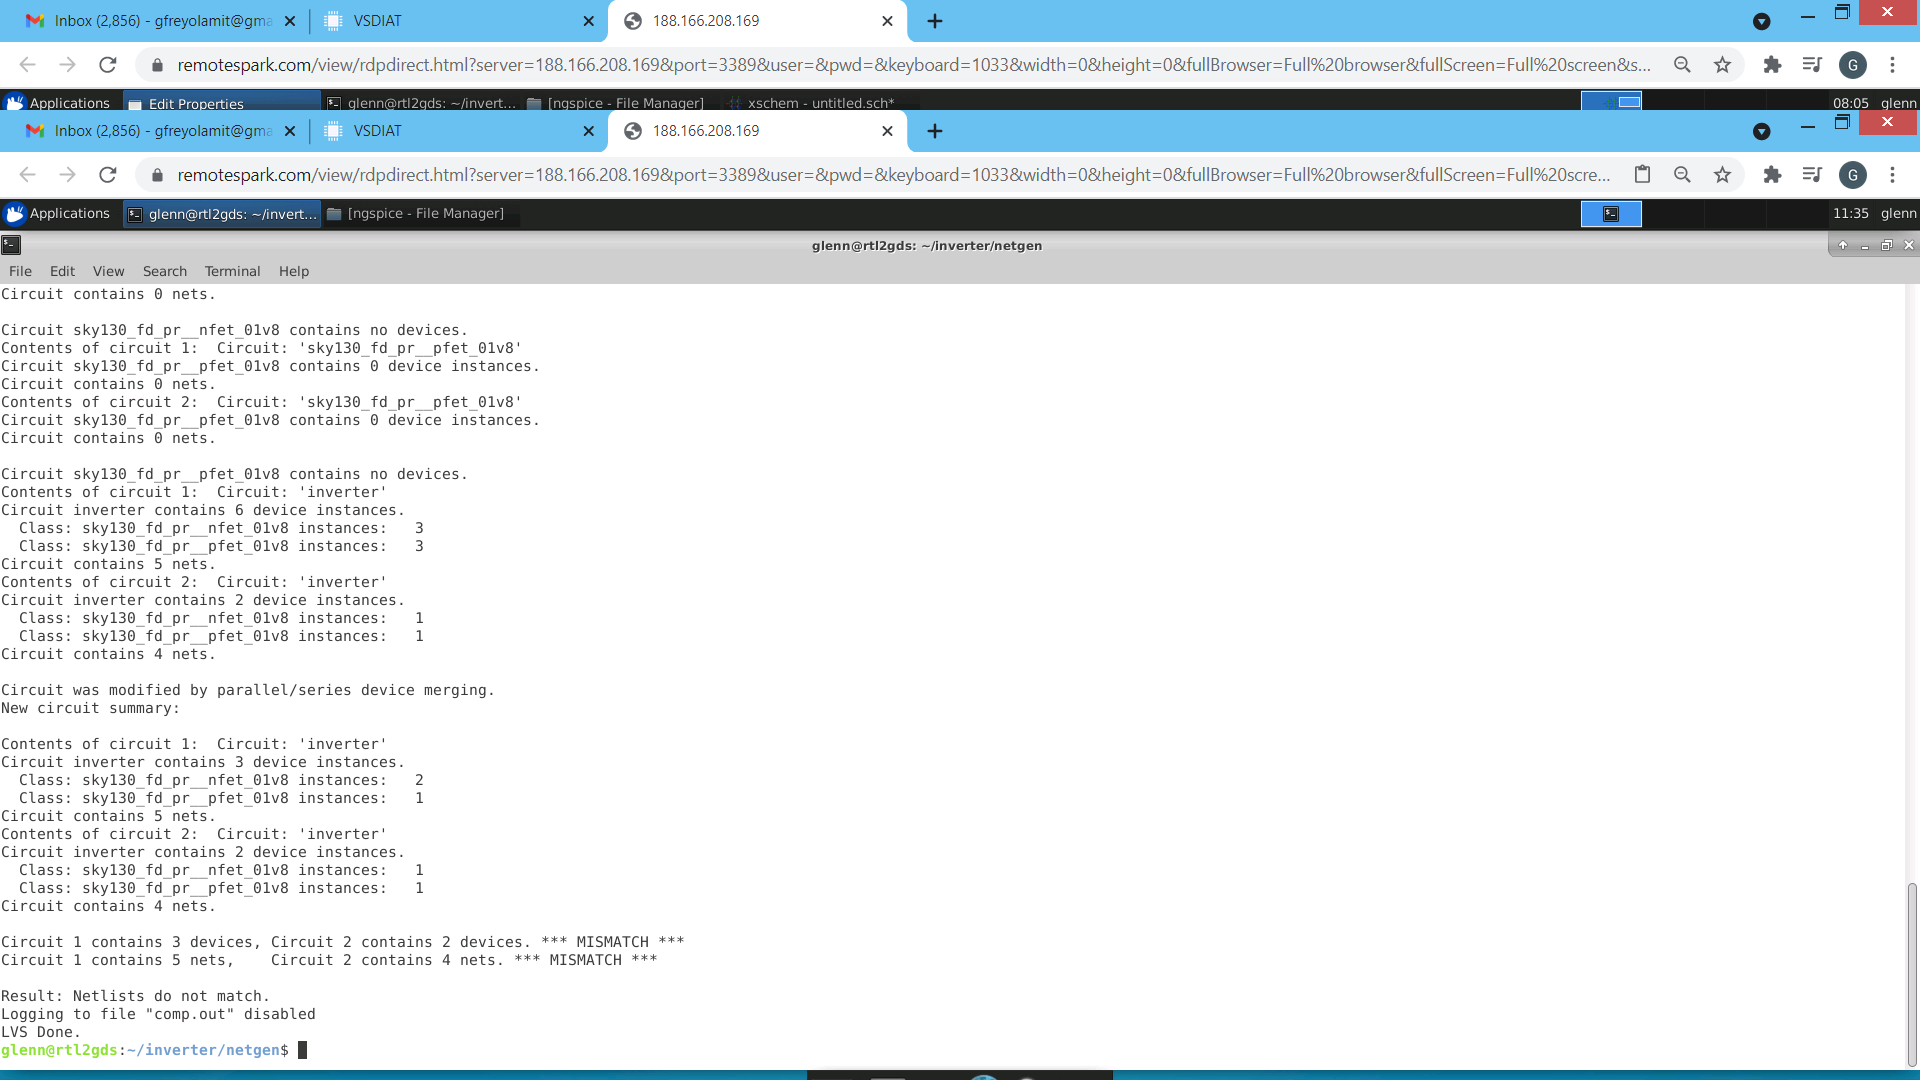 Inbox (2,856) - gfreyolamit@gma
VSDIAT
188.166.208.169
remotespark.com/view/rdpdirect.html?server=188.166.208.169&port=3389&user=&pwd=&keyboard=1033&width=0&height=0&fullBrowser=Full%20browser&fullScreen=Full%20screen&s...
G
Applications
Edit Properties
glenn@rtl2gds: ~/invert...
[ngspice - File Manager]
xschem - untitled.sch*
08:05
glenn
Inbox (2,856) - gfreyolamit@gma
VSDIAT
188.166.208.169
remotespark.com/view/rdpdirect.html?server=188.166.208.169&port=3389&user=&pwd=&keyboard=1033&width=0&height=0&fullBrowser=Full%20browser&fullScreen=Full%20scre...
G
Applications
glenn@rtl2gds: ~/invert...
[ngspice - File Manager]
11:35
glenn
glenn@rtl2gds: ~/inverter/netgen
File Edit View Search Terminal Help
Circuit contains 0 nets.
Circuit sky130_fd_pr__nfet_01v8 contains no devices.
Contents of circuit 1:  Circuit: 'sky130_fd_pr__pfet_01v8'
Circuit sky130_fd_pr__pfet_01v8 contains 0 device instances.
Circuit contains 0 nets.
Contents of circuit 2:  Circuit: 'sky130_fd_pr__pfet_01v8'
Circuit sky130_fd_pr__pfet_01v8 contains 0 device instances.
Circuit contains 0 nets.
Circuit sky130_fd_pr__pfet_01v8 contains no devices.
Contents of circuit 1:  Circuit: 'inverter'
Circuit inverter contains 6 device instances.
  Class: sky130_fd_pr__nfet_01v8 instances:   3
  Class: sky130_fd_pr__pfet_01v8 instances:   3
Circuit contains 5 nets.
Contents of circuit 2:  Circuit: 'inverter'
Circuit inverter contains 2 device instances.
  Class: sky130_fd_pr__nfet_01v8 instances:   1
  Class: sky130_fd_pr__pfet_01v8 instances:   1
Circuit contains 4 nets.
Circuit was modified by parallel/series device merging.
New circuit summary:
Contents of circuit 1:  Circuit: 'inverter'
Circuit inverter contains 3 device instances.
  Class: sky130_fd_pr__nfet_01v8 instances:   2
  Class: sky130_fd_pr__pfet_01v8 instances:   1
Circuit contains 5 nets.
Contents of circuit 2:  Circuit: 'inverter'
Circuit inverter contains 2 device instances.
  Class: sky130_fd_pr__nfet_01v8 instances:   1
  Class: sky130_fd_pr__pfet_01v8 instances:   1
Circuit contains 4 nets.
Circuit 1 contains 3 devices, Circuit 2 contains 2 devices. *** MISMATCH ***
Circuit 1 contains 5 nets,    Circuit 2 contains 4 nets. *** MISMATCH ***
Result: Netlists do not match.
Logging to file "comp.out" disabled
LVS Done.
glenn@rtl2gds:~/inverter/netgen$